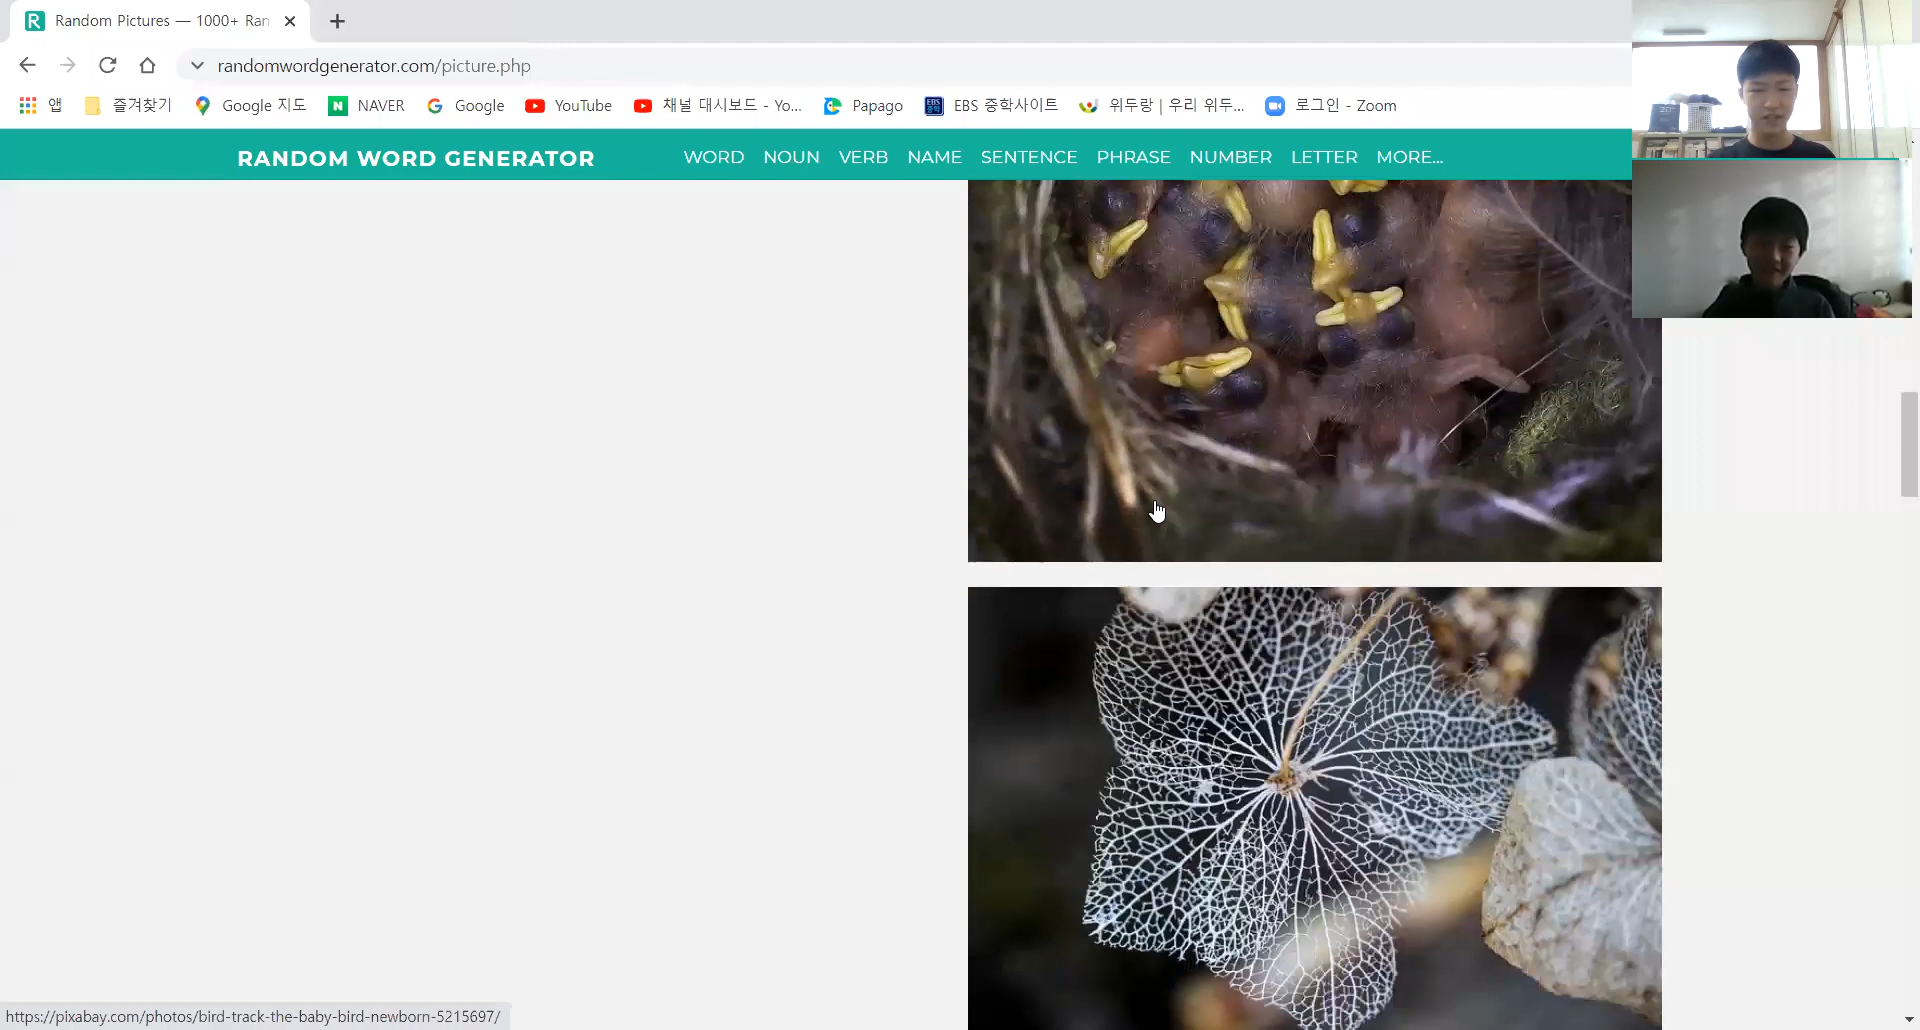 Random Pictures — 1000+ Ran
randomwordgenerator.com/picture.php
앱 즐겨찾기 Google 지도 NAVER Google YouTube 채널 대시보드 - Yo... Papago EBS 중학사이트 위두랑 | 우리 위두... 로그인 - Zoom
RANDOM WORD GENERATOR WORD NOUN VERB NAME SENTENCE PHRASE NUMBER LETTER MORE...
https://pixabay.com/photos/bird-track-the-baby-bird-newborn-5215697/